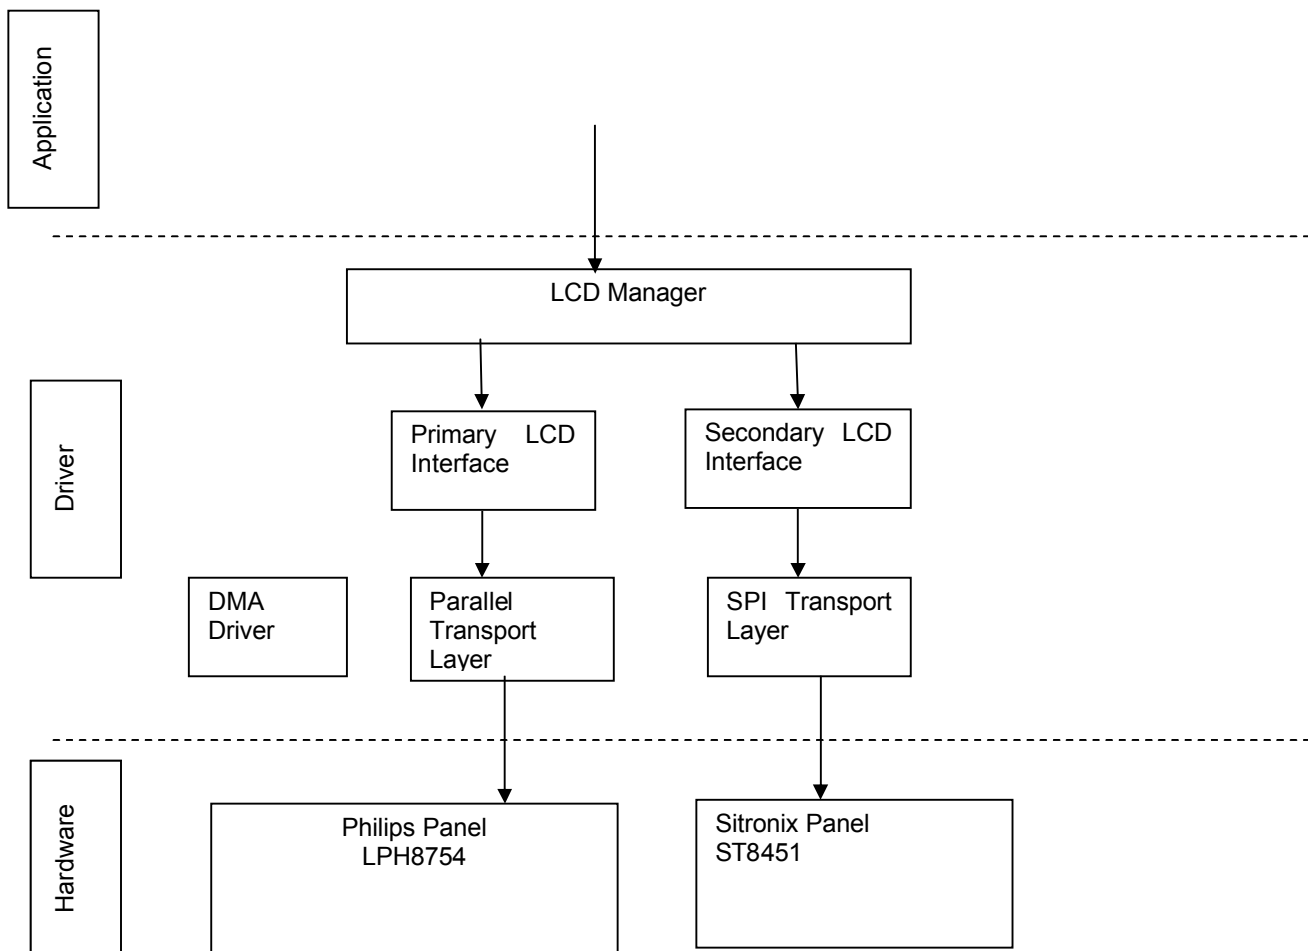 Application
LCD Manager
Driver
Primary LCD
Interface
Secondary LCD
Interface
DMA
Driver
Parallel
Transport
Layer
SPI Transport
Layer
Hardware
Philips Panel
LPH8754
Sitronix Panel
ST8451